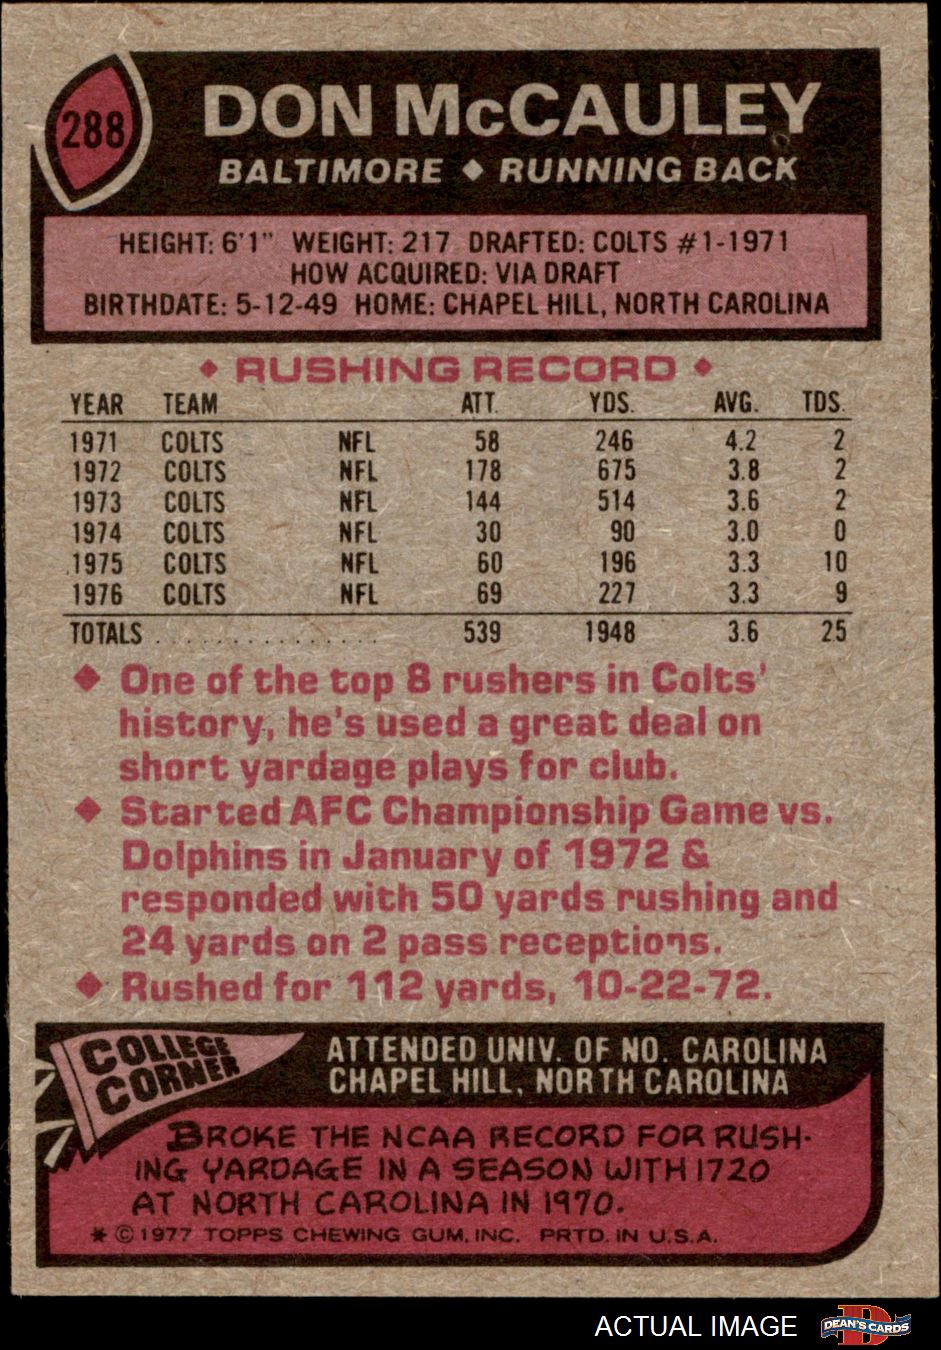 288
DON McCAULEY
BALTIMORE ◆ RUNNING BACK
HEIGHT: 6'1" WEIGHT: 217 DRAFTED: COLTS #1-1971
HOW ACQUIRED: VIA DRAFT
BIRTHDATE: 5-12-49 HOME: CHAPEL HILL, NORTH CAROLINA
◆ RUSHING RECORD ◆
YEAR TEAM ATT. YDS. AVG. TDS.
1971 COLTS NFL 58 246 4.2 2
1972 COLTS NFL 178 675 3.8 2
1973 COLTS NFL 144 514 3.6 2
1974 COLTS NFL 30 90 3.0 0
1975 COLTS NFL 60 196 3.3 10
1976 COLTS NFL 69 227 3.3 9
TOTALS . . . . . . . . . . . . . . . . . . 539 1948 3.6 25
◆ One of the top 8 rushers in Colts'
history, he's used a great deal on
short yardage plays for club.
◆ Started AFC Championship Game vs.
Dolphins in January of 1972 &
responded with 50 yards rushing and
24 yards on 2 pass receptions.
◆ Rushed for 112 yards, 10-22-72.
COLLEGE
CORNER
ATTENDED UNIV. OF NO. CAROLINA
CHAPEL HILL, NORTH CAROLINA
BROKE THE NCAA RECORD FOR RUSH-
ING YARDAGE IN A SEASON WITH 1720
AT NORTH CAROLINA IN 1970.
* © 1977 TOPPS CHEWING GUM, INC. PRTD. IN U.S.A.
ACTUAL IMAGE
D
DEAN'S CARDS